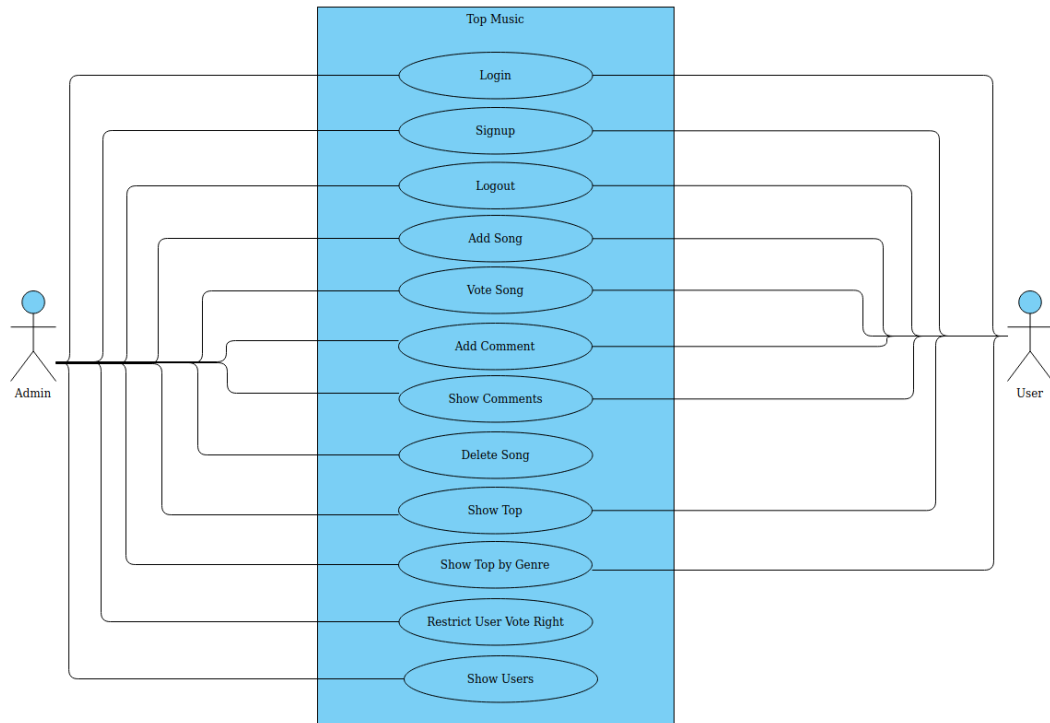 Top Music
Login
Signup
Logout
Add Song
Vote Song
Add Comment
Show Comments
Admin
User
Delete Song
Show Top
Show Top by Genre
Restrict User Vote Right
Show Users